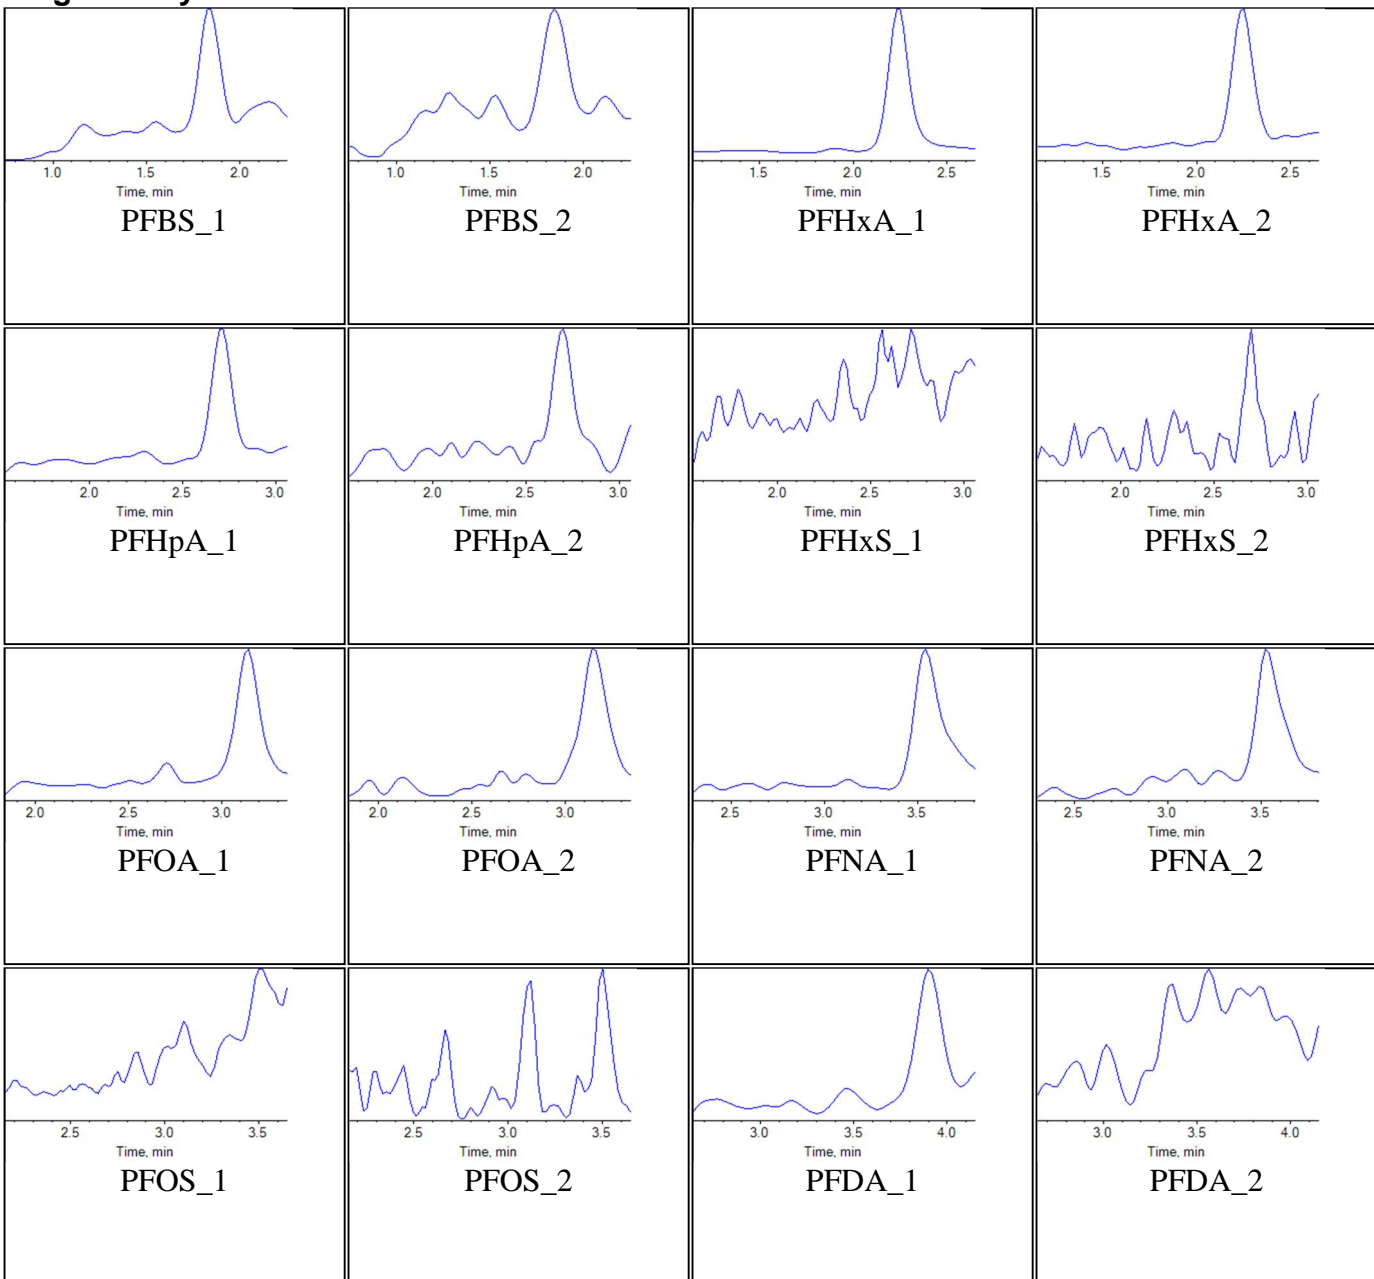 1.0 1.5 2.0 1.0 1.5 2.0 1.5 2.0 2.5 1.5 2.0 2.5
Time, min Time, min Time, min Time, min
PFBS_1 PFBS_2 PFHxA_1 PFHxA_2
2.0 2.5 3.0 2.0 2.5 3.0 2.0 2.5 3.0 2.0 2.5 3.0
Time, min Time, min Time, min Time, min
PFHpA_1 PFHpA_2 PFHxS_1 PFHxS_2
2.0 2.5 3.0 2.0 2.5 3.0 2.5 3.0 3.5 2.5 3.0 3.5
Time, min Time, min Time, min Time, min
PFOA_1 PFOA_2 PFNA_1 PFNA_2
2.5 3.0 3.5 2.5 3.0 3.5 3.0 3.5 4.0 3.0 3.5 4.0
Time, min Time, min Time, min Time, min
PFOS_1 PFOS_2 PFDA_1 PFDA_2